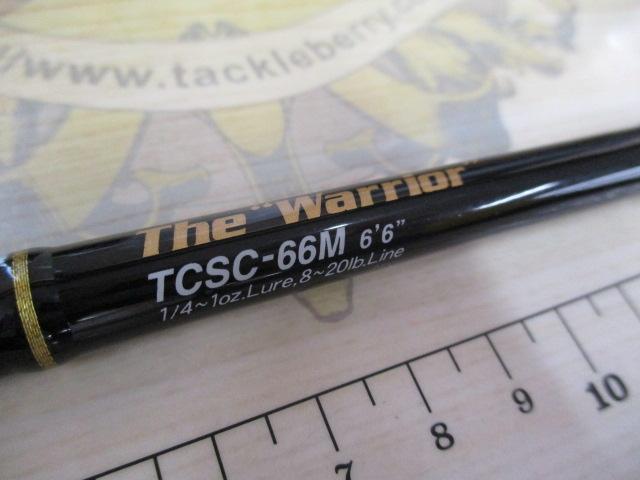 www.tackleberry.co
The "Warrior"
TCSC-66M 6'6"
1/4~1oz.Lure, 8~20lb.Line
7 8 9 10